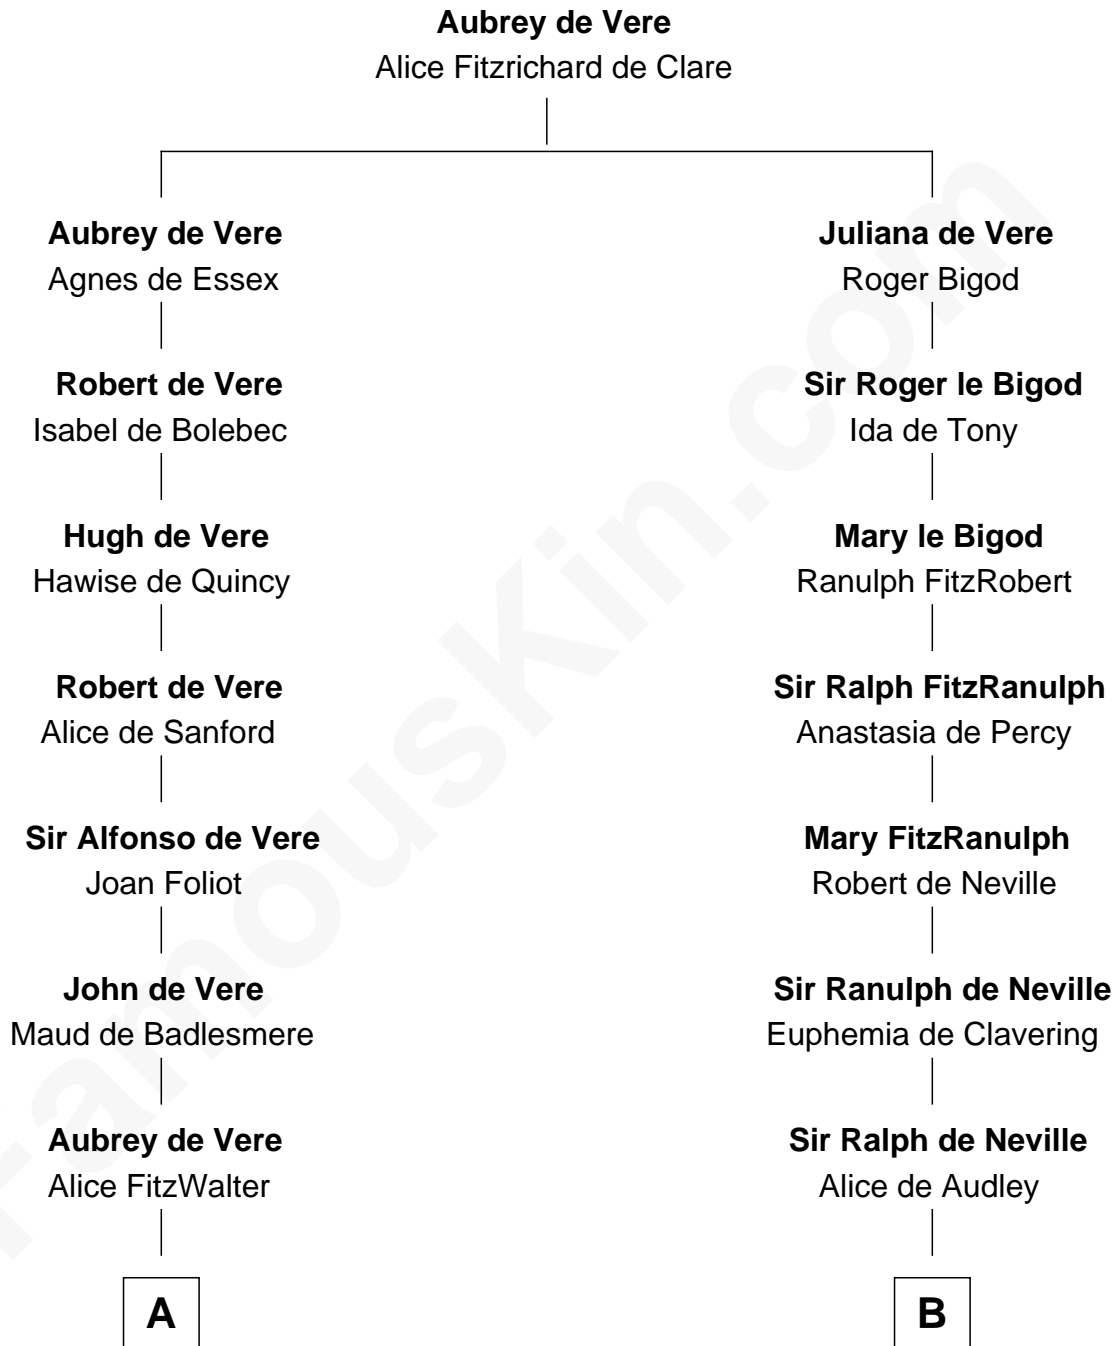 Aubrey de Vere
Alice Fitzrichard de Clare
Aubrey de Vere
Agnes de Essex
Juliana de Vere
Roger Bigod
Robert de Vere
Isabel de Bolebec
Sir Roger le Bigod
Ida de Tony
Hugh de Vere
Hawise de Quincy
Mary le Bigod
Ranulph FitzRobert
Robert de Vere
Alice de Sanford
Sir Ralph FitzRanulph
Anastasia de Percy
Sir Alfonso de Vere
Joan Foliot
Mary FitzRanulph
Robert de Neville
John de Vere
Maud de Badlesmere
Sir Ranulph de Neville
Euphemia de Clavering
Aubrey de Vere
Alice FitzWalter
Sir Ralph de Neville
Alice de Audley
A
B
FamousKin.com